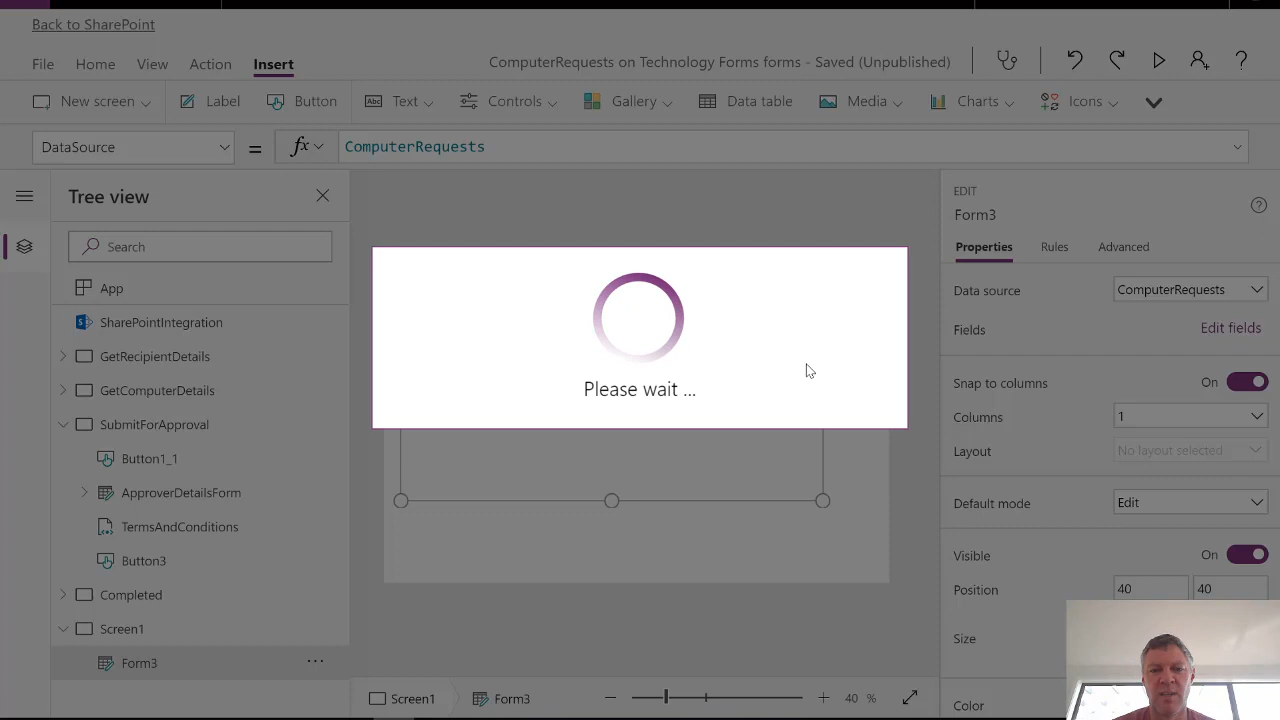 Back to SharePoint
File Home View Action Insert
ComputerRequests on Technology Forms forms - Saved (Unpublished)
New screen Label Button Text Controls Gallery Data table Media Charts Icons
DataSource = fx ComputerRequests
Tree view
Search
App
SharePointIntegration
GetRecipientDetails
GetComputerDetails
SubmitForApproval
Button1_1
ApproverDetailsForm
TermsAndConditions
Button3
Completed
Screen1
Form3 ...
Please wait ...
Screen1 Form3 40 %
EDIT
Form3
Properties Rules Advanced
Data source ComputerRequests
Fields Edit fields
Snap to columns On
Columns 1
Layout No layout selected
Default mode Edit
Visible On
Position 40 40
Size
Color